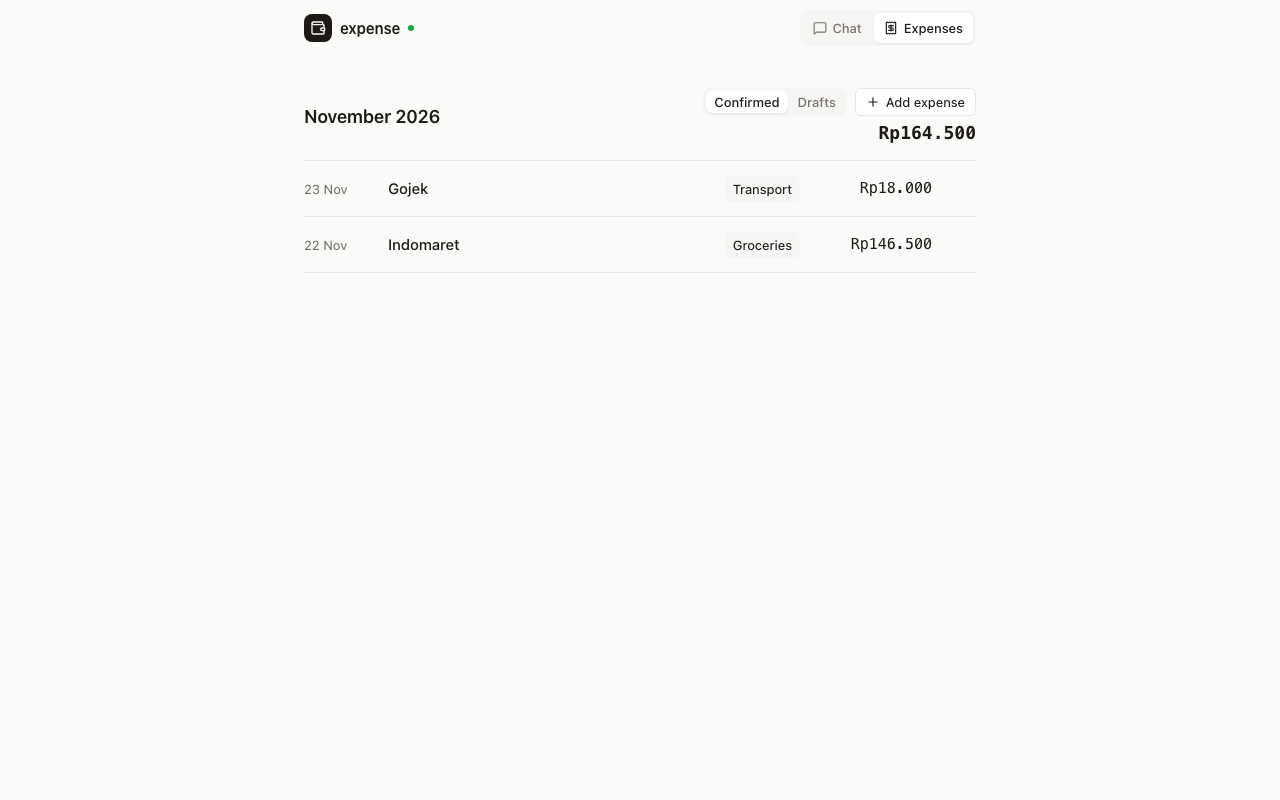 expense
Chat
Expenses
November 2026
Confirmed
Drafts
+ Add expense
Rp164.500
23 Nov
Gojek
Transport
Rp18.000
22 Nov
Indomaret
Groceries
Rp146.500